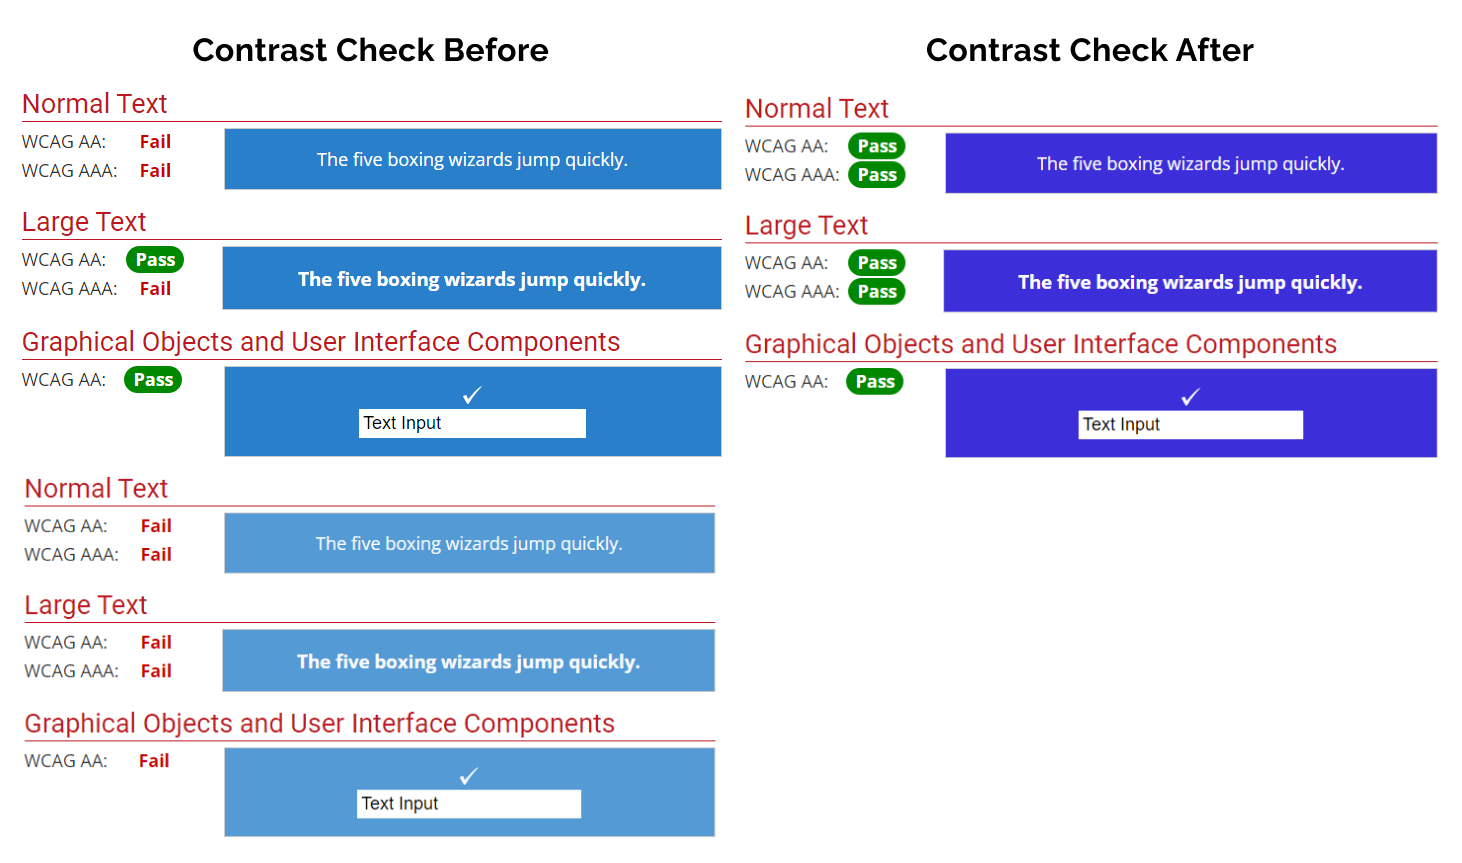 Contrast Check Before
Normal Text
WCAG AA: Fail
WCAG AAA: Fail
The five boxing wizards jump quickly.
Large Text
WCAG AA: Pass
WCAG AAA: Fail
The five boxing wizards jump quickly.
Graphical Objects and User Interface Components
WCAG AA: Pass
✓
Text Input
Normal Text
WCAG AA: Fail
WCAG AAA: Fail
The five boxing wizards jump quickly.
Large Text
WCAG AA: Fail
WCAG AAA: Fail
The five boxing wizards jump quickly.
Graphical Objects and User Interface Components
WCAG AA: Fail
✓
Text Input
Contrast Check After
Normal Text
WCAG AA: Pass
WCAG AAA: Pass
The five boxing wizards jump quickly.
Large Text
WCAG AA: Pass
WCAG AAA: Pass
The five boxing wizards jump quickly.
Graphical Objects and User Interface Components
WCAG AA: Pass
✓
Text Input